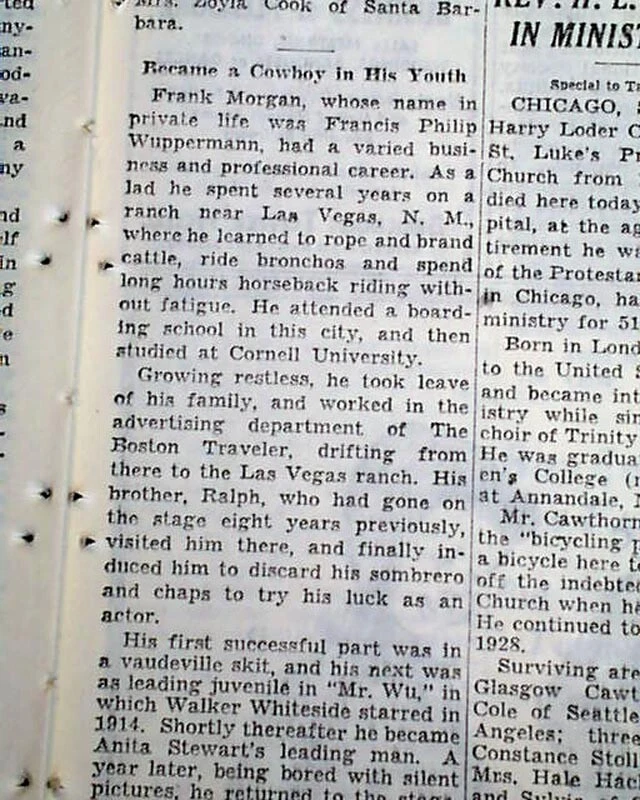 Mrs. Zoyla Cook of Santa Bar-
bara.
Became a Cowboy in His Youth
Frank Morgan, whose name in
private life was Francis Philip
Wuppermann, had a varied busi-
ness and professional career. As a
lad he spent several years on a
ranch near Las Vegas, N. M.,
where he learned to rope and brand
cattle, ride bronchos and spend
long hours horseback riding with-
out fatigue. He attended a board-
ing school in this city, and then
studied at Cornell University.
Growing restless, he took leave
of his family, and worked in the
advertising department of The
Boston Traveler, drifting from
there to the Las Vegas ranch. His
brother, Ralph, who had gone on
the stage eight years previously,
visited him there, and finally in-
duced him to discard his sombrero
and chaps to try his luck as an
actor.
His first successful part was in
a vaudeville skit, and his next was
as leading juvenile in "Mr. Wu," in
which Walker Whiteside starred in
1914. Shortly thereafter he became
Anita Stewart's leading man. A
year later, being bored with silent
pictures, he returned to the stage
REV. H. L.
IN MINIST
Special to T
CHICAGO, S
Harry Loder C
St. Luke's Pr
Church from
died here today
pital, at the ag
tirement he wa
of the Protestan
in Chicago, ha
ministry for 51
Born in Lond
to the United S
and became int
istry while sin
choir of Trinity
He was gradua
en's College (n
at Annandale,
Mr. Cawthorn
the "bicycling p
a bicycle here t
off the indebte
Church when he
He continued to
1928.
Surviving are
Glasgow Cawt
Cole of Seattle
Angeles; three
Constance Stoll
Mrs. Hale Hac